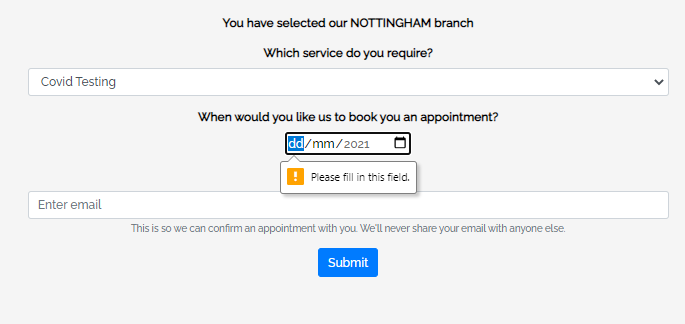 You have selected our NOTTINGHAM branch
Which service do you require?
Covid Testing
When would you like us to book you an appointment?
dd/mm/2021
Please fill in this field.
Enter email
This is so we can confirm an appointment with you. We'll never share your email with anyone else.
Submit